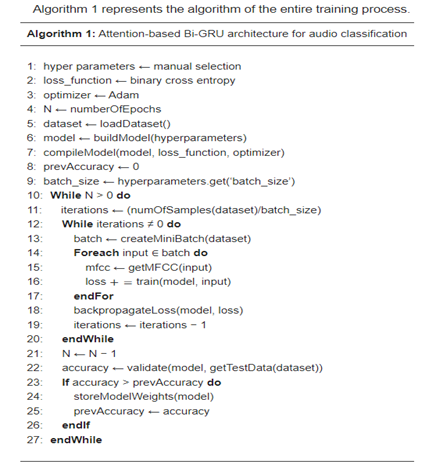 Algorithm 1 represents the algorithm of the entire training process.
Algorithm 1: Attention-based Bi-GRU architecture for audio classification
1: hyper parameters ← manual selection
2: loss_function ← binary cross entropy
3: optimizer ← Adam
4: N ← numberOfEpochs
5: dataset ← loadDataset()
6: model ← buildModel(hyperparameters)
7: compileModel(model, loss_function, optimizer)
8: prevAccuracy ← 0
9: batch_size ← hyperparameters.get('batch_size')
10: While N > 0 do
11: iterations ← (numOfSamples(dataset)/batch_size)
12: While iterations ≠ 0 do
13: batch ← createMiniBatch(dataset)
14: Foreach input ∈ batch do
15: mfcc ← getMFCC(input)
16: loss + = train(model, input)
17: endFor
18: backpropagateLoss(model, loss)
19: iterations ← iterations − 1
20: endWhile
21: N ← N − 1
22: accuracy ← validate(model, getTestData(dataset))
23: If accuracy > prevAccuracy do
24: storeModelWeights(model)
25: prevAccuracy ← accuracy
26: endIf
27: endWhile